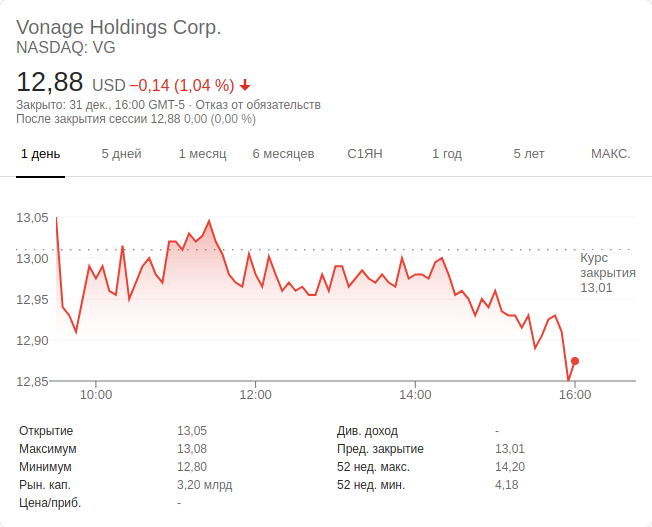 Vonage Holdings Corp.
NASDAQ: VG
12,88 USD −0,14 (1,04 %)
Закрыто: 31 дек., 16:00 GMT-5 · Отказ от обязательств
После закрытия сессии 12,88 0,00 (0,00 %)
1 день 5 дней 1 месяц 6 месяцев С1ЯН 1 год 5 лет МАКС.
13,05
13,00
12,95
12,90
12,85
Курс
закрытия
13,01
10:00 12:00 14:00 16:00
Открытие 13,05 Див. доход -
Максимум 13,08 Пред. закрытие 13,01
Минимум 12,80 52 нед. макс. 14,20
Рын. кап. 3,20 млрд 52 нед. мин. 4,18
Цена/приб. -